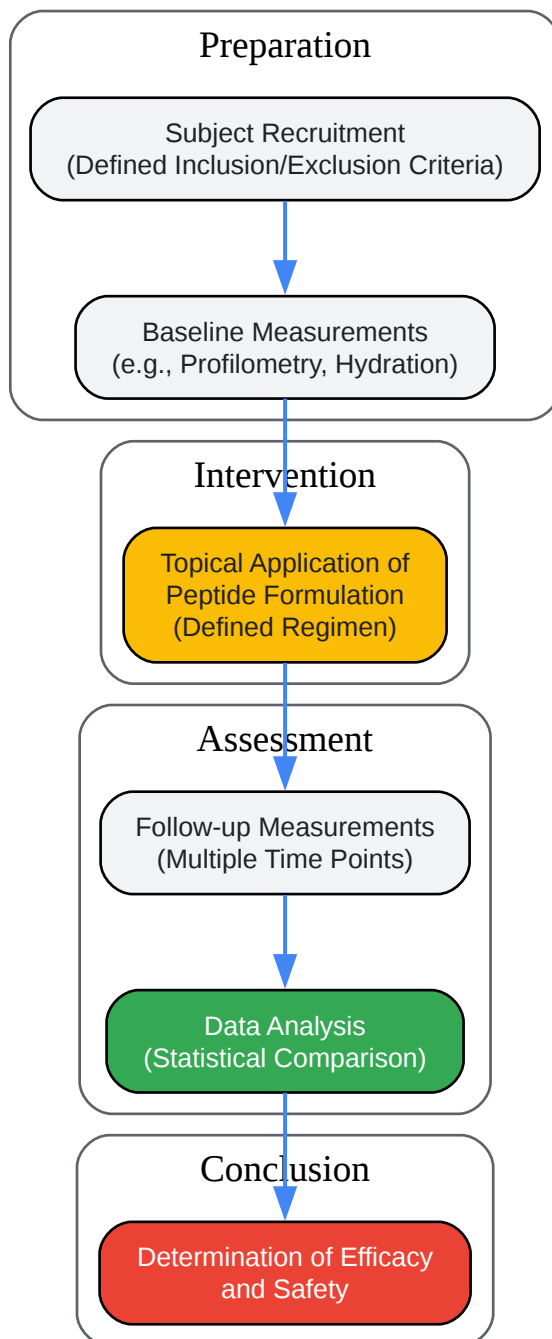 Preparation
Subject Recruitment
(Defined Inclusion/Exclusion Criteria)
Baseline Measurements
(e.g., Profilometry, Hydration)
Intervention
Topical Application of
Peptide Formulation
(Defined Regimen)
Assessment
Follow-up Measurements
(Multiple Time Points)
Data Analysis
(Statistical Comparison)
Conclusion
Determination of Efficacy
and Safety